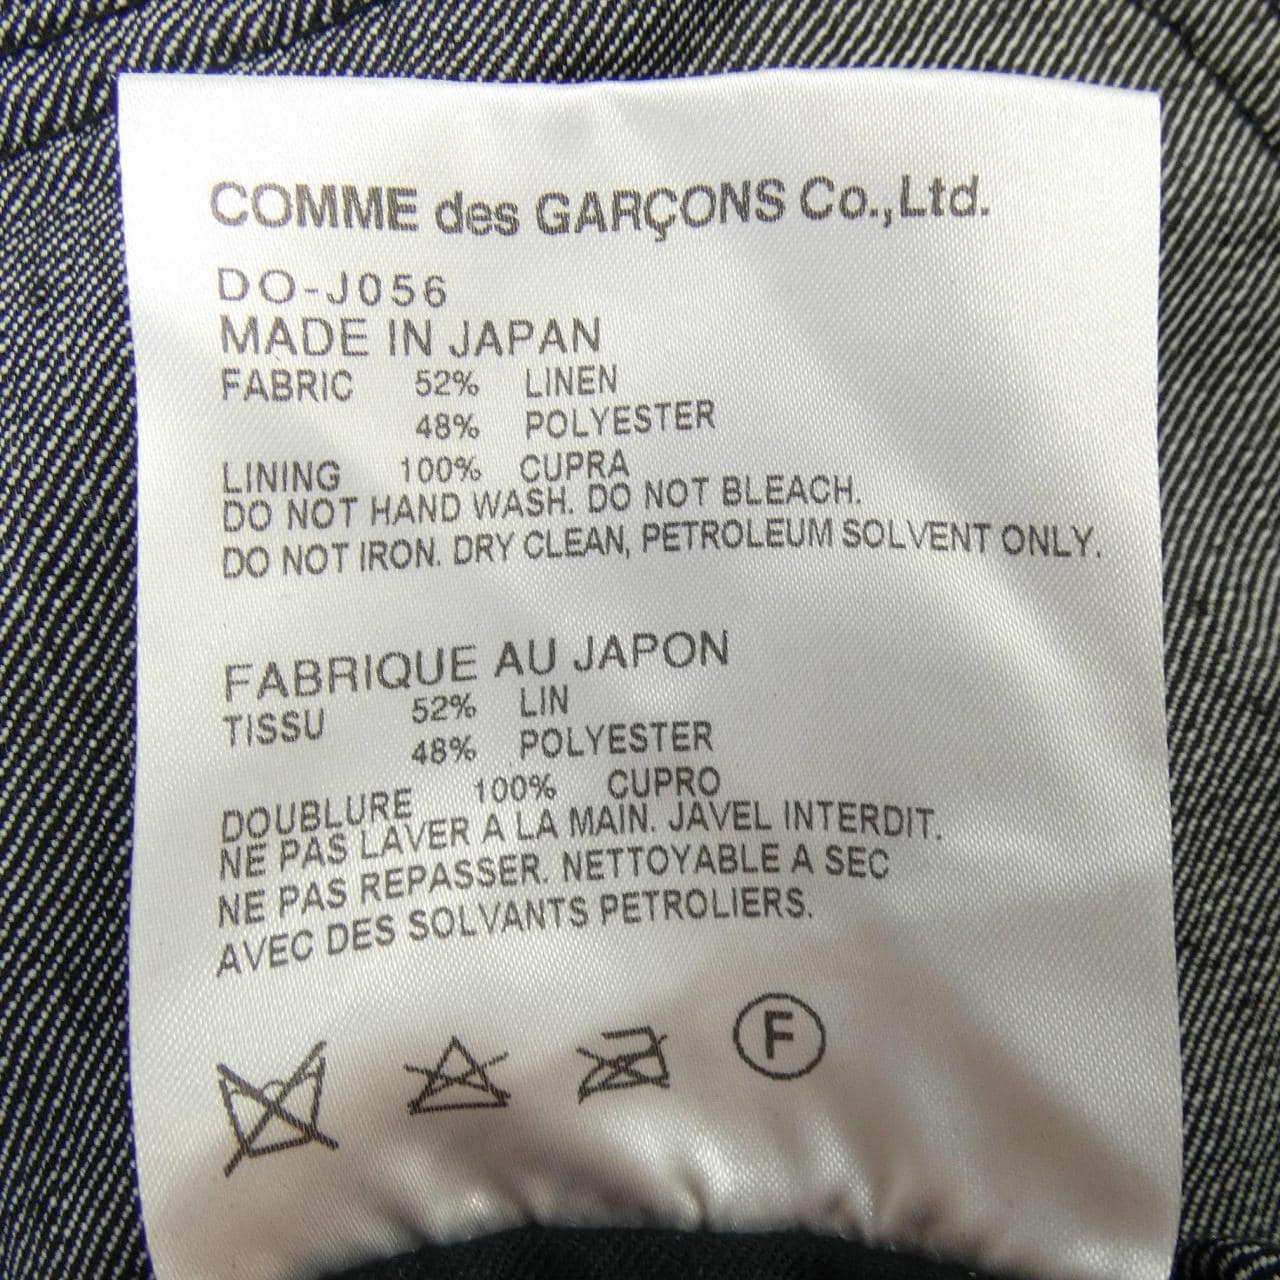 COMME des GARÇONS Co.,Ltd.
DO-J056
MADE IN JAPAN
FABRIC 52% LINEN
48% POLYESTER
LINING 100% CUPRA
DO NOT HAND WASH. DO NOT BLEACH.
DO NOT IRON. DRY CLEAN, PETROLEUM SOLVENT ONLY.
FABRIQUE AU JAPON
TISSU 52% LIN
48% POLYESTER
DOUBLURE 100% CUPRO
NE PAS LAVER A LA MAIN. JAVEL INTERDIT.
NE PAS REPASSER. NETTOYABLE A SEC
AVEC DES SOLVANTS PETROLIERS.
F